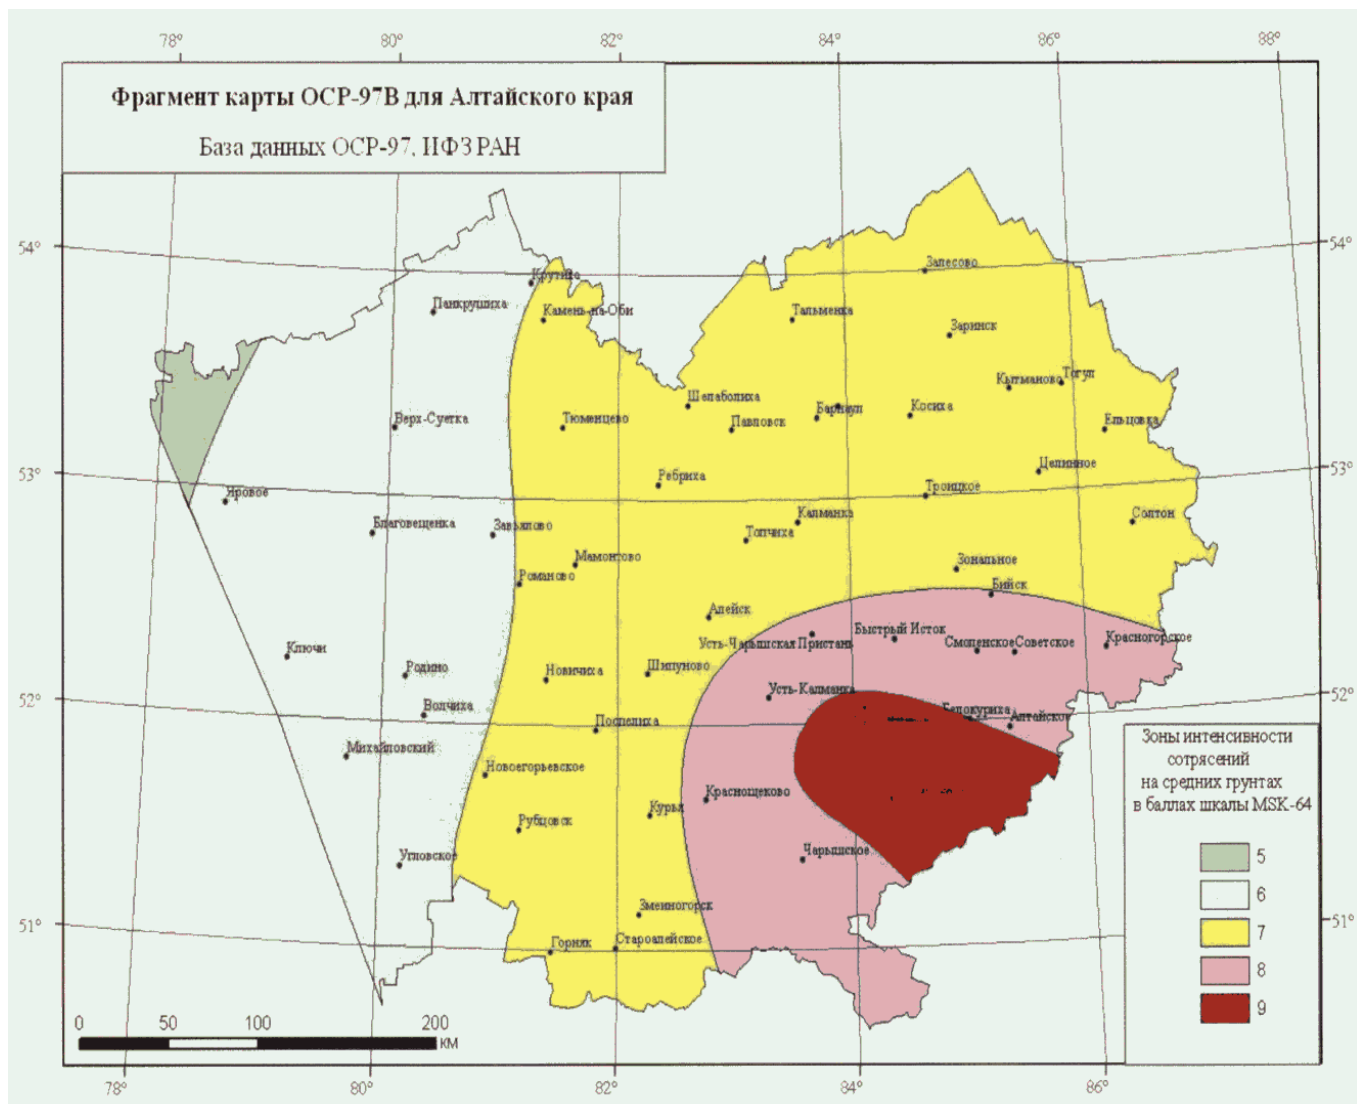 78° 80° 82° 84° 86° 88°
Фрагмент карты ОСР-97В для Алтайского края
База данных ОСР-97, ИФЗ РАН
54° 54°
Залесово
Крутиха
Панкрушиха
Камень-на-Оби
Тальменка
Заринск
Тогул
Кытманово
Шелаболиха
Верх-Суетка
Тюменцево
Павловск
Барнаул
Косиха
Ельцовка
53° 53°
Целинное
Ребриха
Троицкое
Яровое
Калманка
Солтон
Благовещенка
Завьялово
Топчиха
Мамонтово
Зональное
Романово
Бийск
Алейск
Быстрый Исток
Усть-Чарышская Пристань
Смоленское
Советское
Красногорское
Ключи
Родино
Новичиха
Шипуново
52° 52°
Усть-Калманка
Волчиха
Белокуриха
Алтайское
Поспелиха
Михайловский
Новоегорьевское
Краснощеково
Курья
Рубцовск
Чарышское
Угловское
Змеиногорск
51° 51°
Горняк
Староалейское
Зоны интенсивности
сотрясений
на средних грунтах
в баллах шкалы MSK-64
5
6
7
8
9
0 50 100 200
КМ
78° 80° 82° 84° 86°